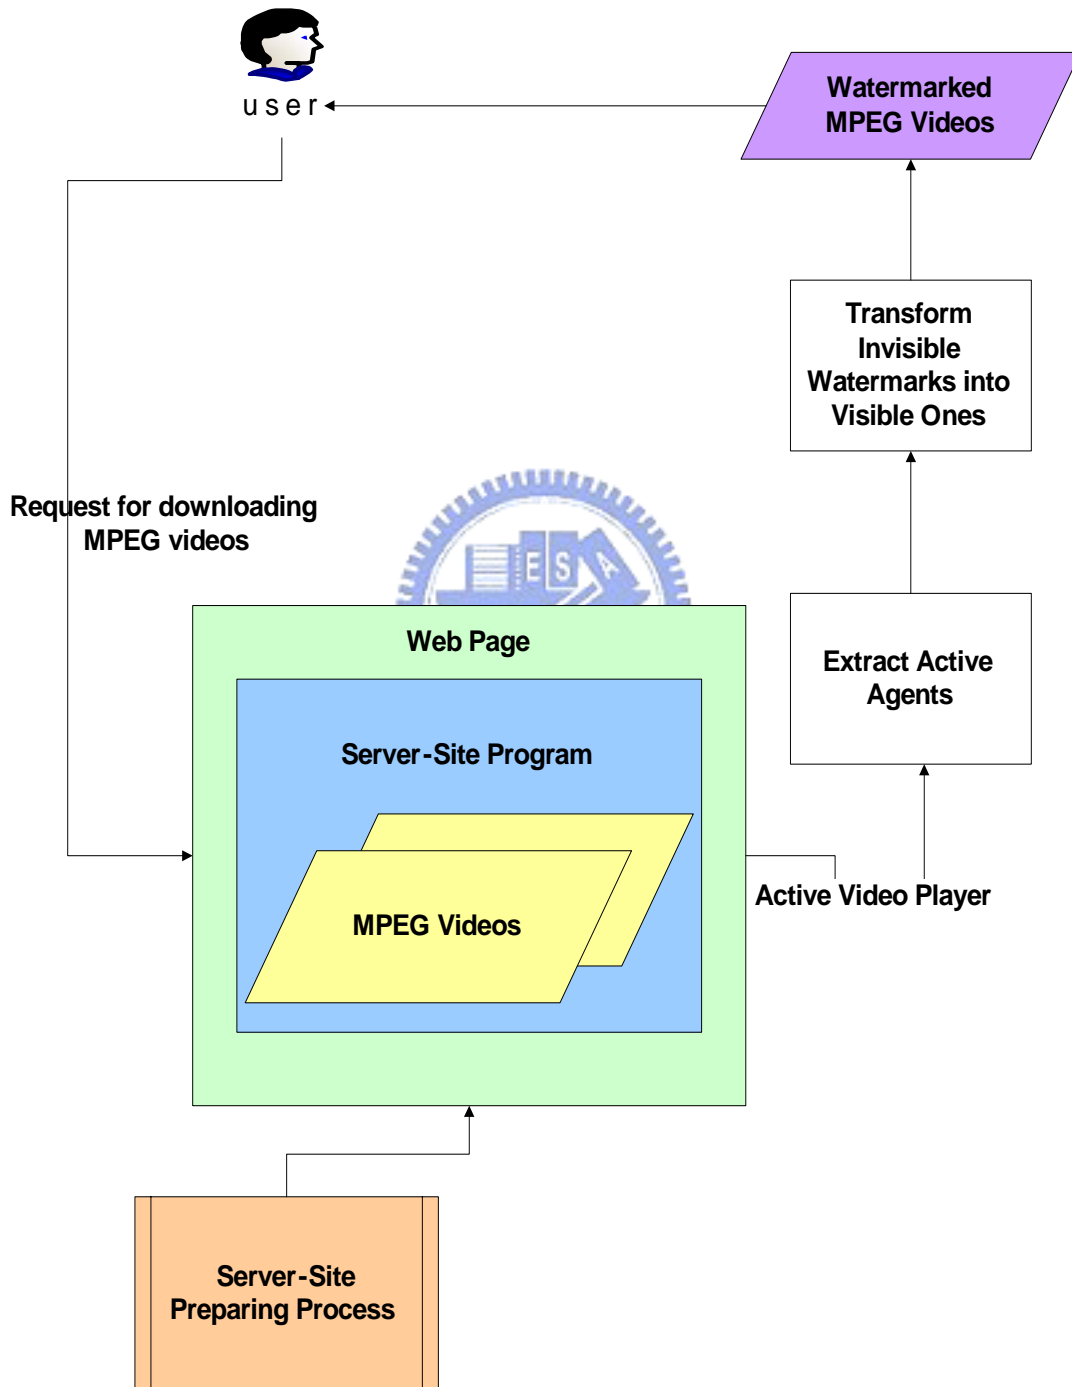 user
Watermarked
MPEG Videos
Transform
Invisible
Watermarks into
Visible Ones
Request for downloading
MPEG videos
ESA
Web Page
Extract Active
Agents
Server-Site Program
MPEG Videos
Active Video Player
Server-Site
Preparing Process